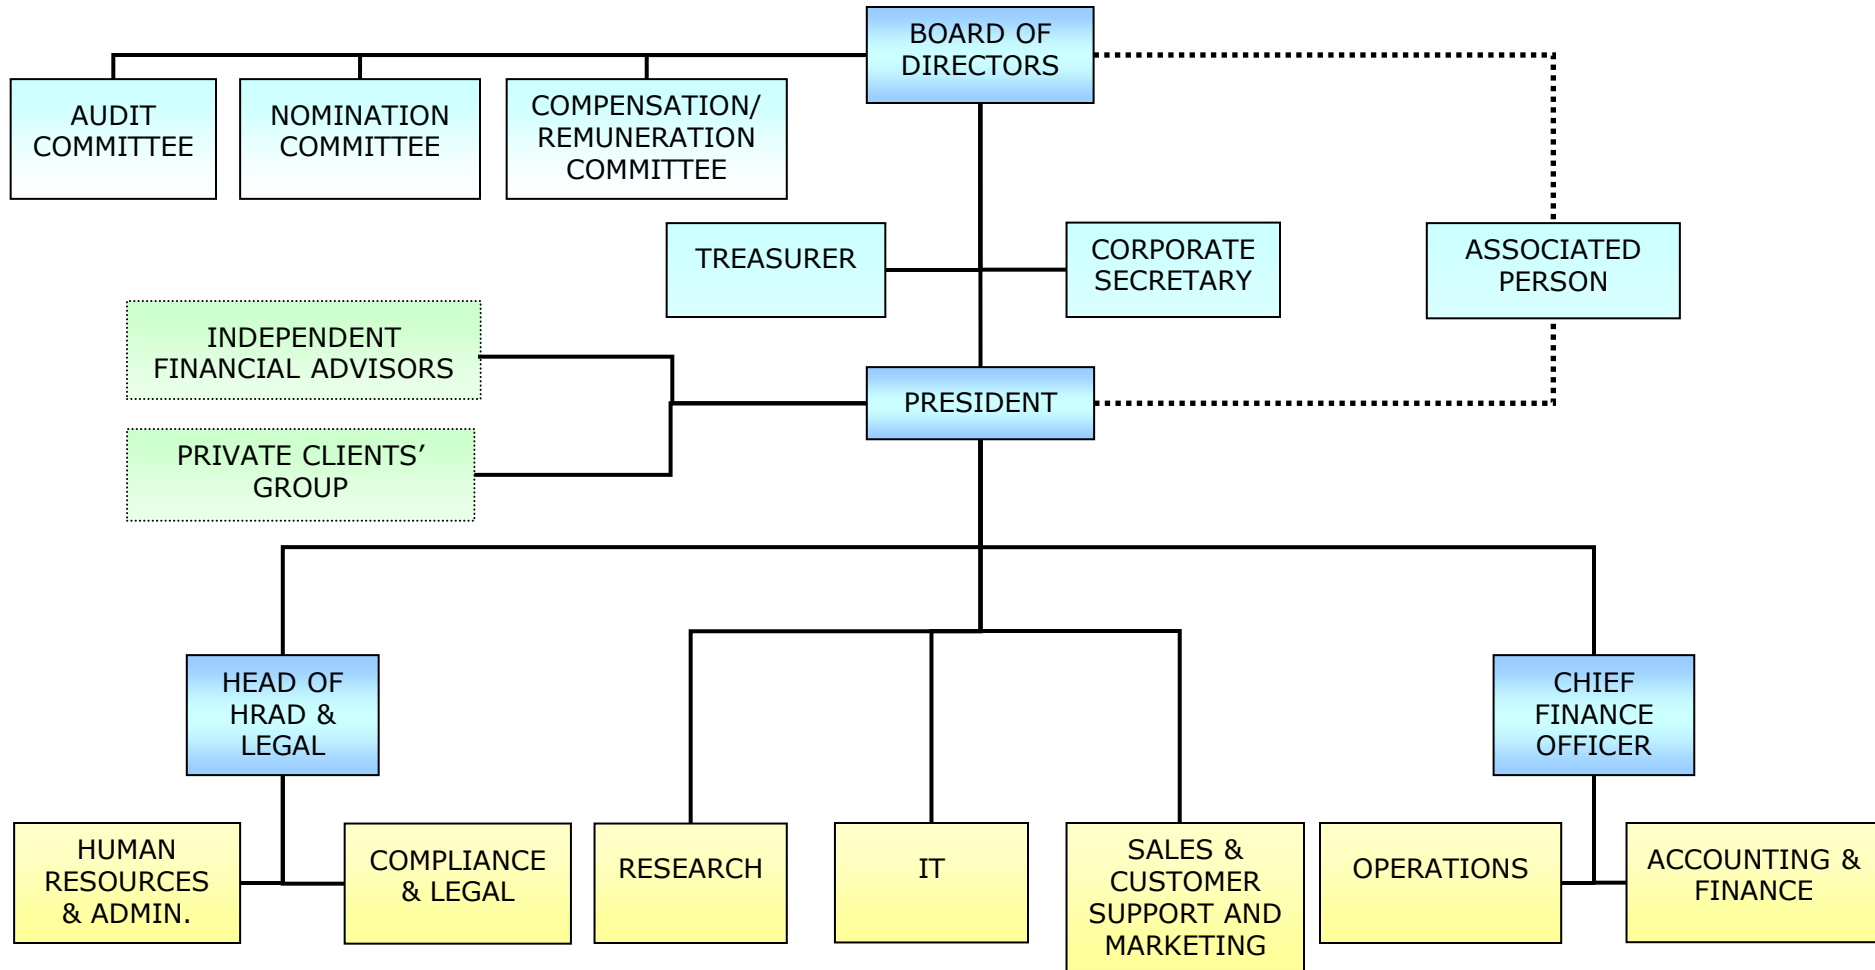 BOARD OF
DIRECTORS
AUDIT
COMMITTEE
NOMINATION
COMMITTEE
COMPENSATION/
REMUNERATION
COMMITTEE
TREASURER
CORPORATE
SECRETARY
ASSOCIATED
PERSON
INDEPENDENT
FINANCIAL ADVISORS
PRESIDENT
PRIVATE CLIENTS’
GROUP
HEAD OF
HRAD &
LEGAL
CHIEF
FINANCE
OFFICER
HUMAN
RESOURCES
& ADMIN.
COMPLIANCE
& LEGAL
RESEARCH
IT
SALES &
CUSTOMER
SUPPORT AND
MARKETING
OPERATIONS
ACCOUNTING &
FINANCE